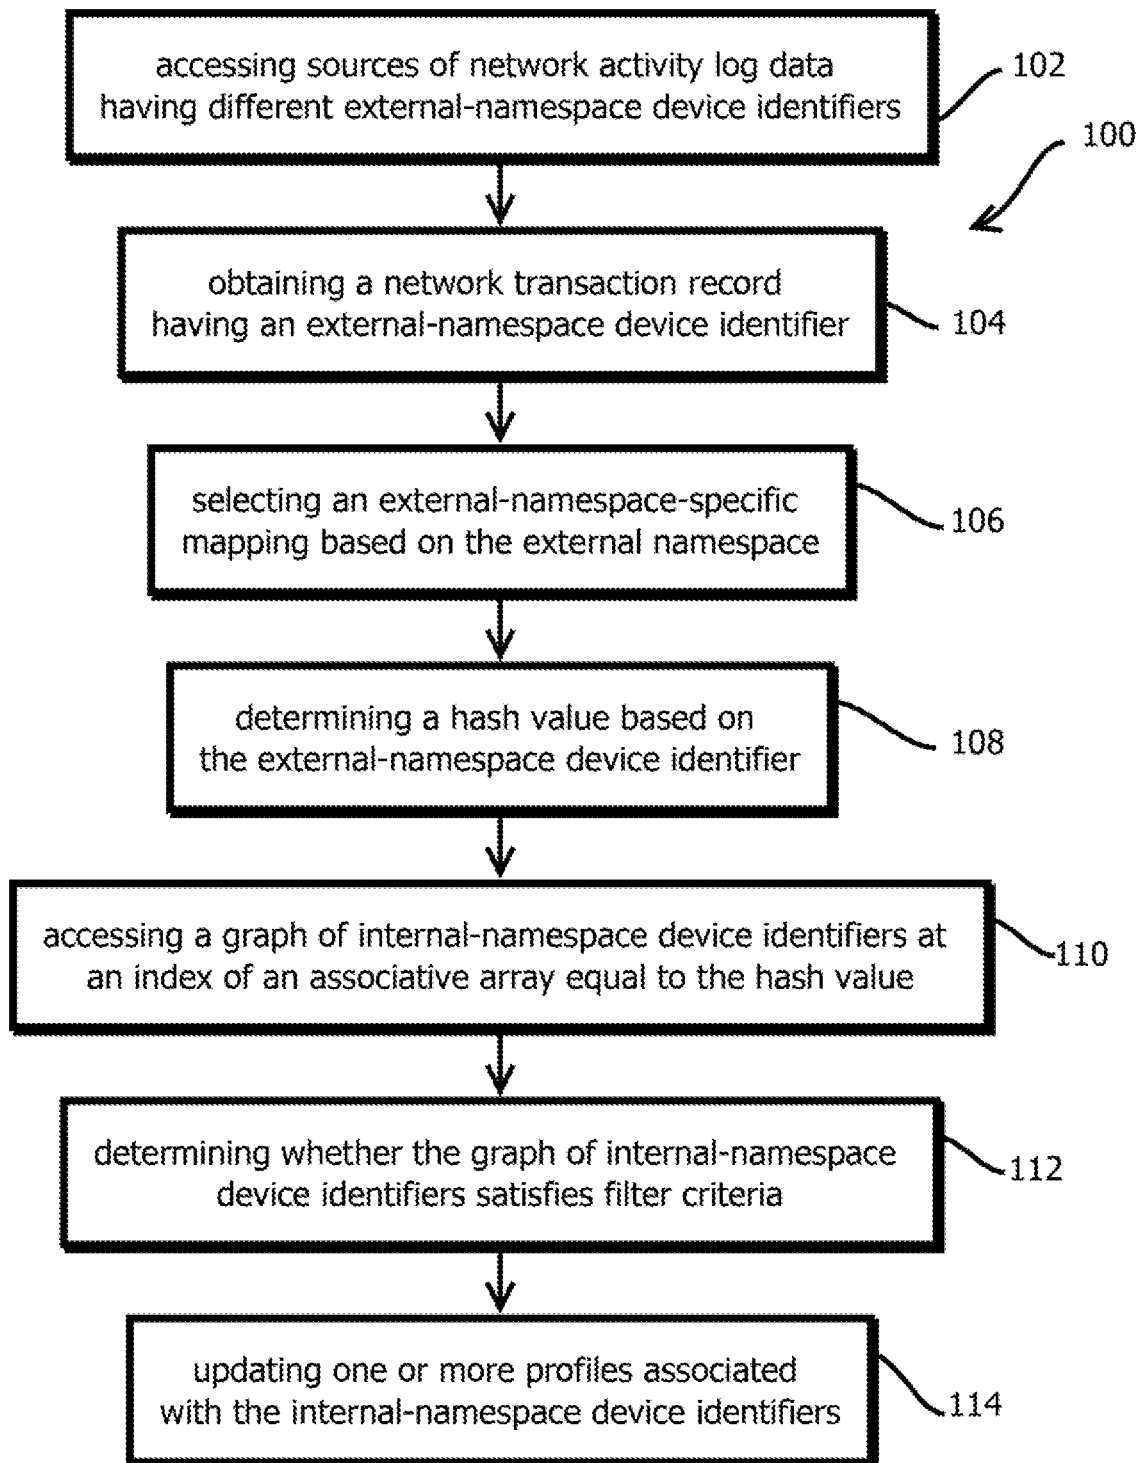 accessing sources of network activity log data
having different external-namespace device identifiers
102
100
obtaining a network transaction record
having an external-namespace device identifier
104
selecting an external-namespace-specific
mapping based on the external namespace
106
determining a hash value based on
the external-namespace device identifier
108
accessing a graph of internal-namespace device identifiers at
an index of an associative array equal to the hash value
110
determining whether the graph of internal-namespace
device identifiers satisfies filter criteria
112
updating one or more profiles associated
with the internal-namespace device identifiers
114